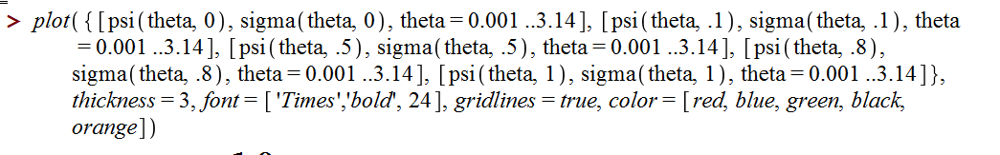 > plot( { [psi(theta, 0), sigma(theta, 0), theta = 0.001 ..3.14], [psi(theta, .1), sigma(theta, .1), theta
= 0.001 ..3.14], [psi(theta, .5), sigma(theta, .5), theta = 0.001 ..3.14], [psi(theta, .8),
sigma(theta, .8), theta = 0.001 ..3.14], [psi(theta, 1), sigma(theta, 1), theta = 0.001 ..3.14]},
thickness = 3, font = ['Times','bold', 24], gridlines = true, color = [red, blue, green, black,
orange])